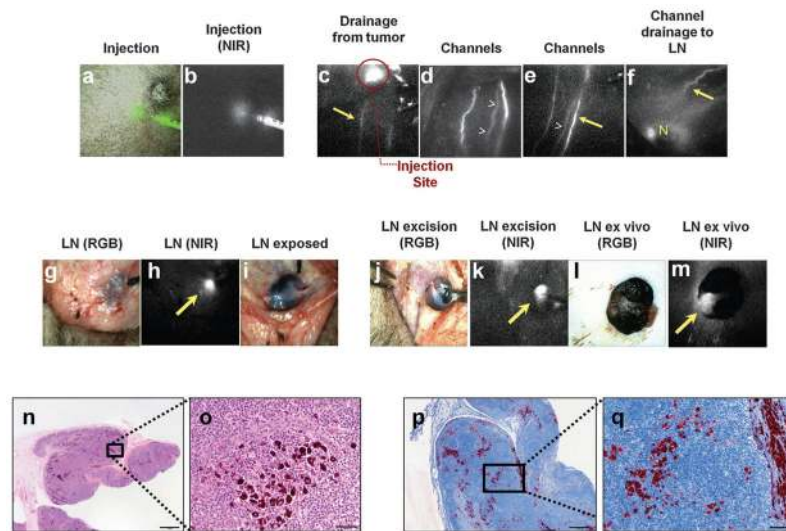 Injection
Injection
(NIR)
Drainage
from tumor
Channels
Channels
Channel
drainage to
LN
a
b
c
d
e
f
N
Injection
Site
LN (RGB)
LN (NIR)
LN exposed
LN excision
(RGB)
LN excision
(NIR)
LN ex vivo
(RGB)
LN ex vivo
(NIR)
g
h
i
j
k
l
m
n
o
p
q